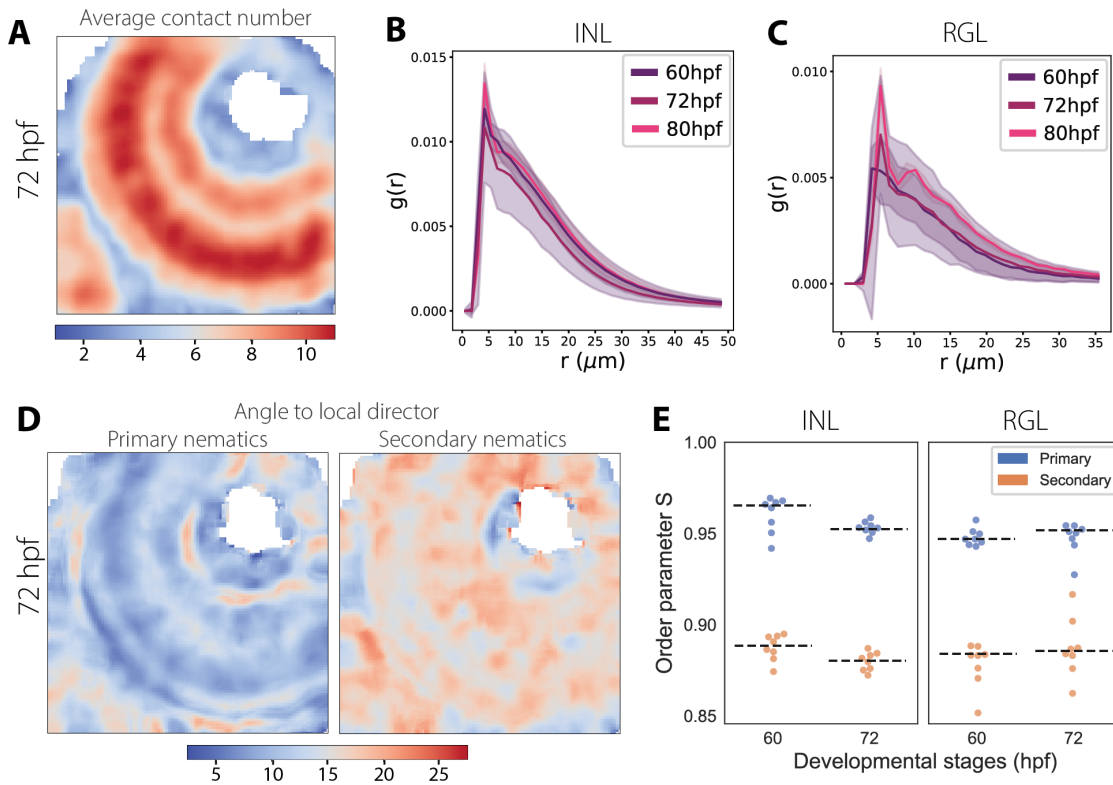 A
Average contact number
72 hpf
2 4 6 8 10
B
INL
0.015
0.010
0.005
0.000
g(r)
60hpf
72hpf
80hpf
0 5 10 15 20 25 30 35 40 45 50
r (μm)
C
RGL
0.010
0.005
0.000
g(r)
60hpf
72hpf
80hpf
0 5 10 15 20 25 30 35
r (μm)
D
Angle to local director
Primary nematics
Secondary nematics
72 hpf
5 10 15 20 25
E
INL
RGL
1.00
0.95
0.90
0.85
Order parameter S
Primary
Secondary
60 72 60 72
Developmental stages (hpf)